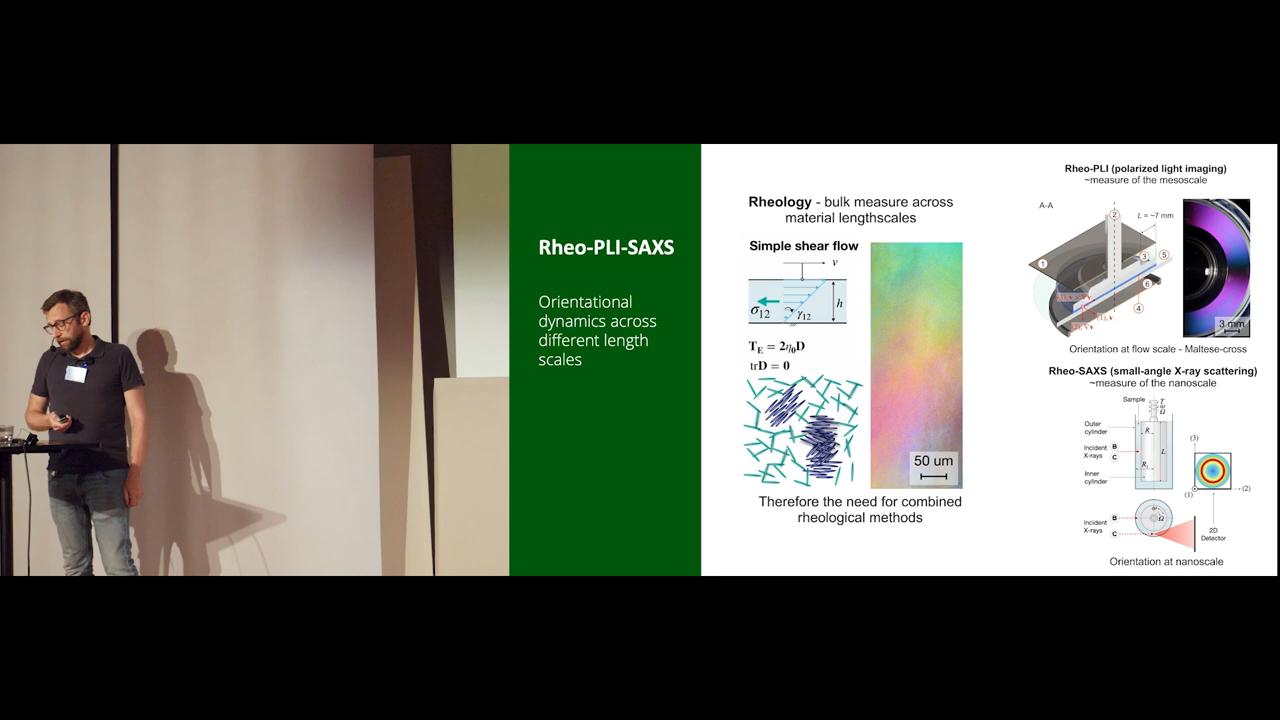 Rheo-PLI-SAXS
Orientational
dynamics across
different length
scales
Rheology - bulk measure across
material lengthscales
Simple shear flow
v
σ12
γ12
h
T_E = 2η₀D
trD = 0
50 um
Therefore the need for combined
rheological methods
Rheo-PLI (polarized light imaging)
~measure of the mesoscale
A-A
L = ~7 mm
1
2
3
4
5
6
3 mm
Orientation at flow scale - Maltese-cross
Rheo-SAXS (small-angle X-ray scattering)
~measure of the nanoscale
Sample
T
Ω
Outer
cylinder
R
Incident
X-rays
B
C
L
Inner
cylinder
(3)
(1)
(2)
Incident
X-rays
B
C
2D
Detector
Orientation at nanoscale